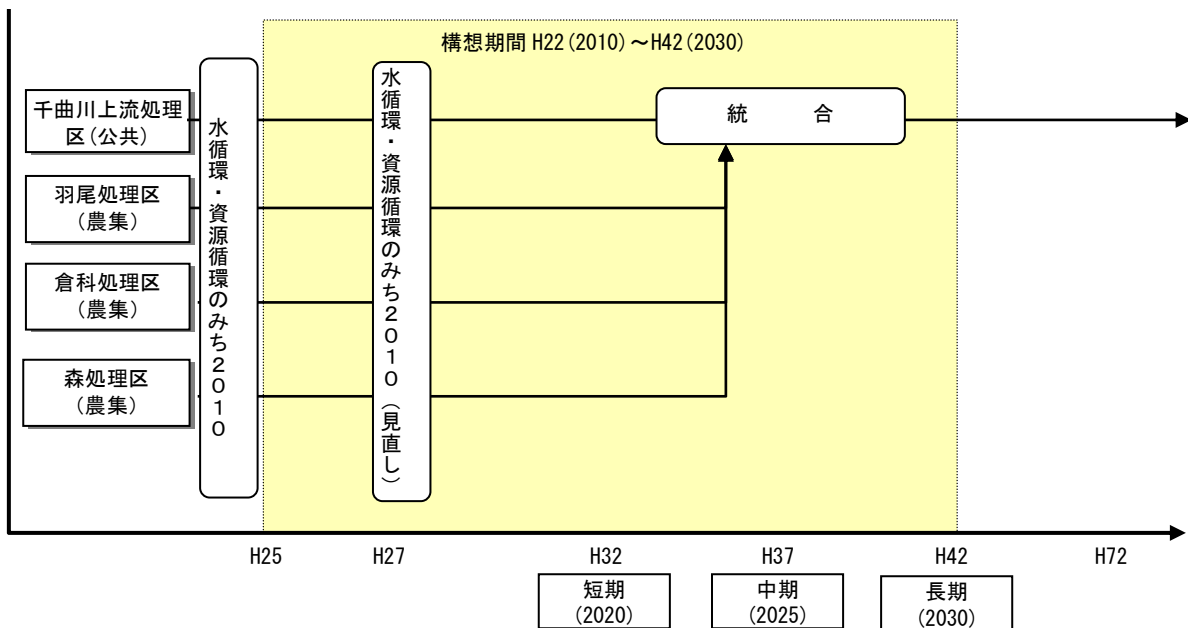 構想期間 H22(2010)～H42(2030)
千曲川上流処理
区(公共)
羽尾処理区
(農集)
倉科処理区
(農集)
森処理区
(農集)
水循環・資源循環のみち2010
水循環・資源循環のみち2010(見直し)
統　合
H25
H27
H32
H37
H42
H72
短期
(2020)
中期
(2025)
長期
(2030)